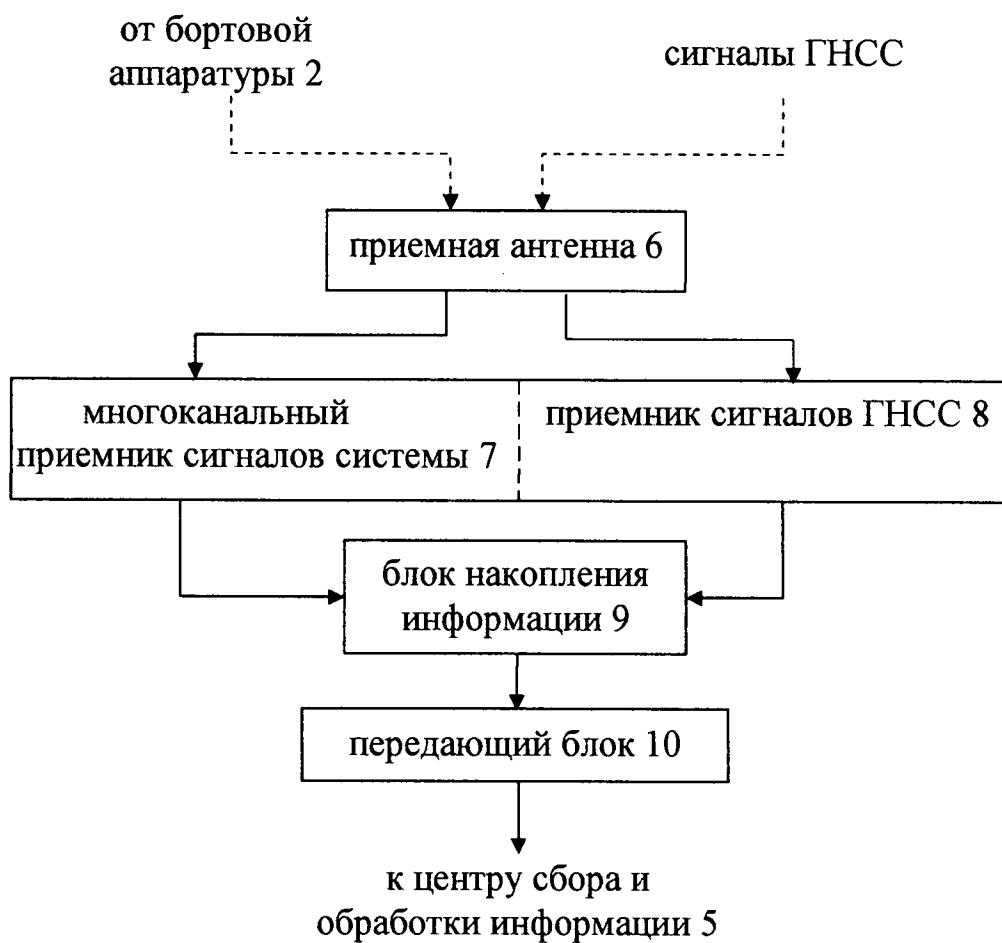 от бортовой
аппаратуры 2
сигналы ГНСС
приемная антенна 6
многоканальный
приемник сигналов системы 7
приемник сигналов ГНСС 8
блок накопления
информации 9
передающий блок 10
к центру сбора и
обработки информации 5